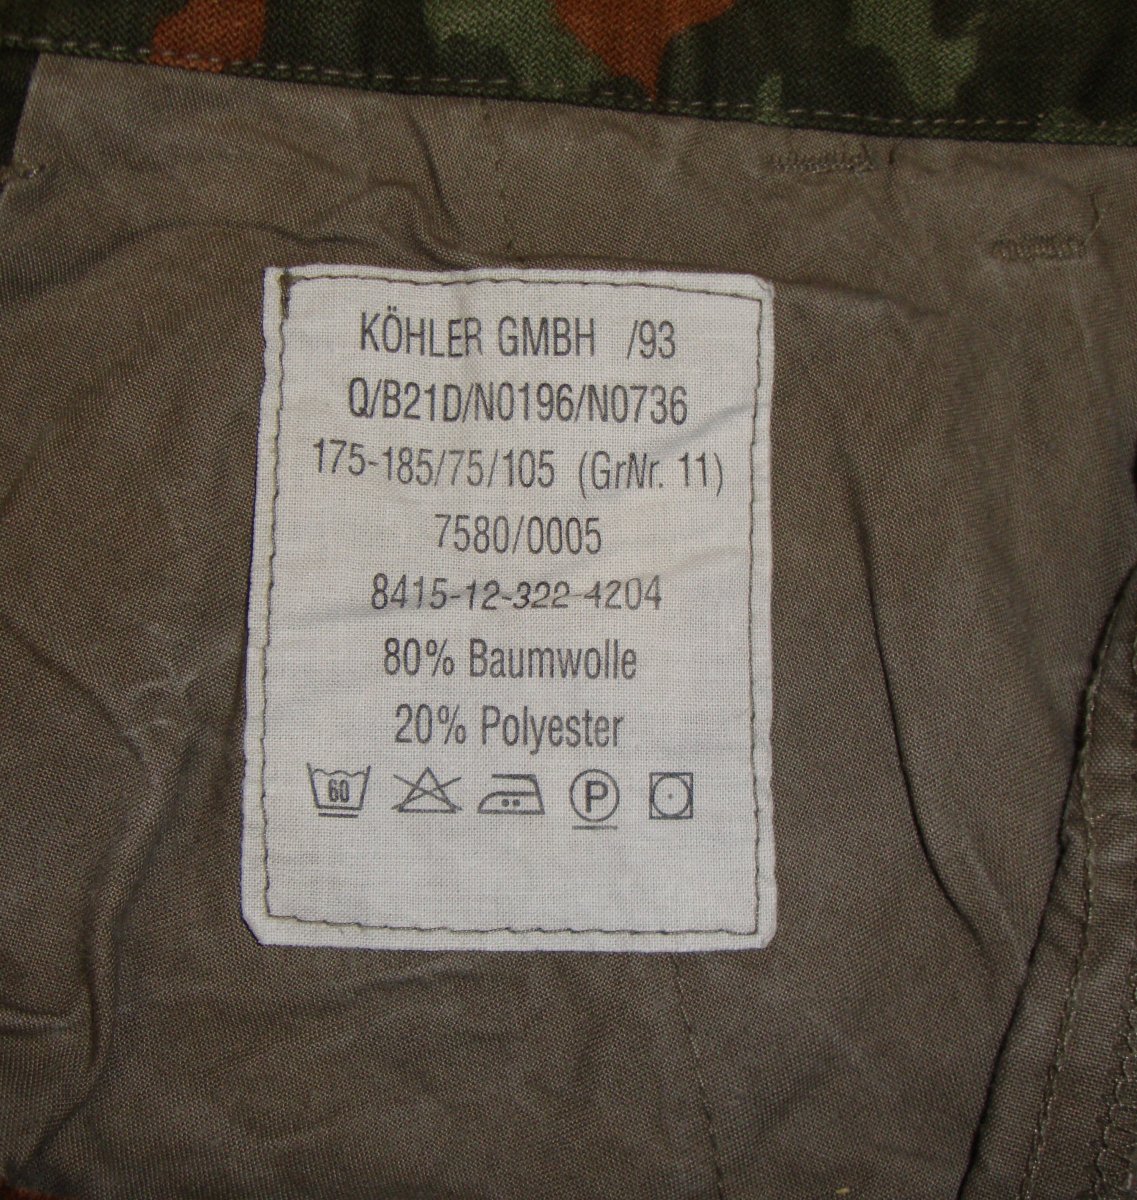 KÖHLER GMBH /93
Q/B21D/N0196/N0736
175-185/75/105 (GrNr. 11)
7580/0005
8415-12-322-4204
80% Baumwolle
20% Polyester
60 P